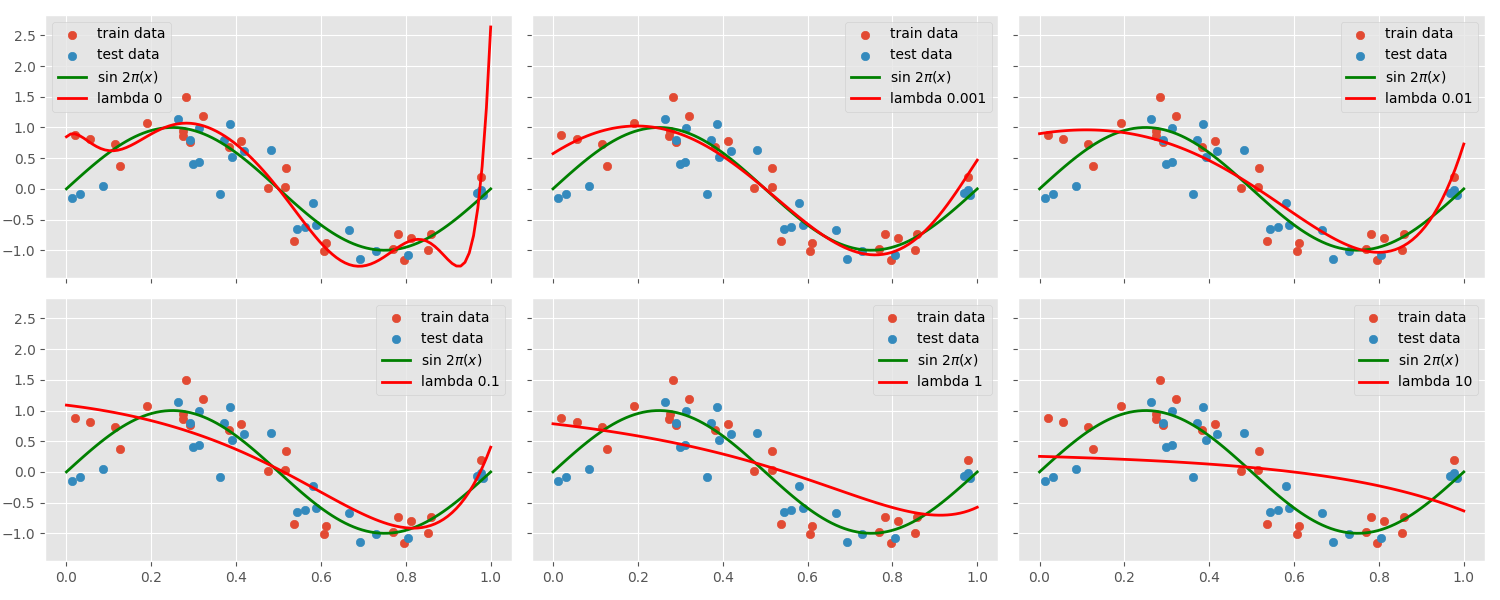 train data
test data
sin 2π(x)
lambda 0
train data
test data
sin 2π(x)
lambda 0.001
train data
test data
sin 2π(x)
lambda 0.01
2.5
2.0
1.5
1.0
0.5
0.0
−0.5
−1.0
train data
test data
sin 2π(x)
lambda 0.1
train data
test data
sin 2π(x)
lambda 1
train data
test data
sin 2π(x)
lambda 10
2.5
2.0
1.5
1.0
0.5
0.0
−0.5
−1.0
0.0 0.2 0.4 0.6 0.8 1.0
0.0 0.2 0.4 0.6 0.8 1.0
0.0 0.2 0.4 0.6 0.8 1.0